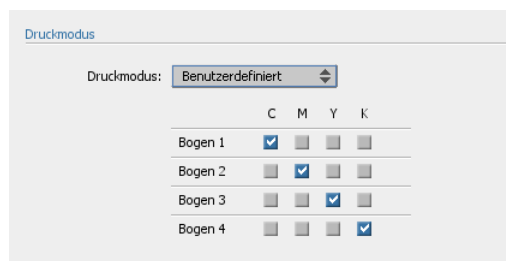 Druckmodus
Druckmodus: Benutzerdefiniert
C M Y K
Bogen 1
Bogen 2
Bogen 3
Bogen 4